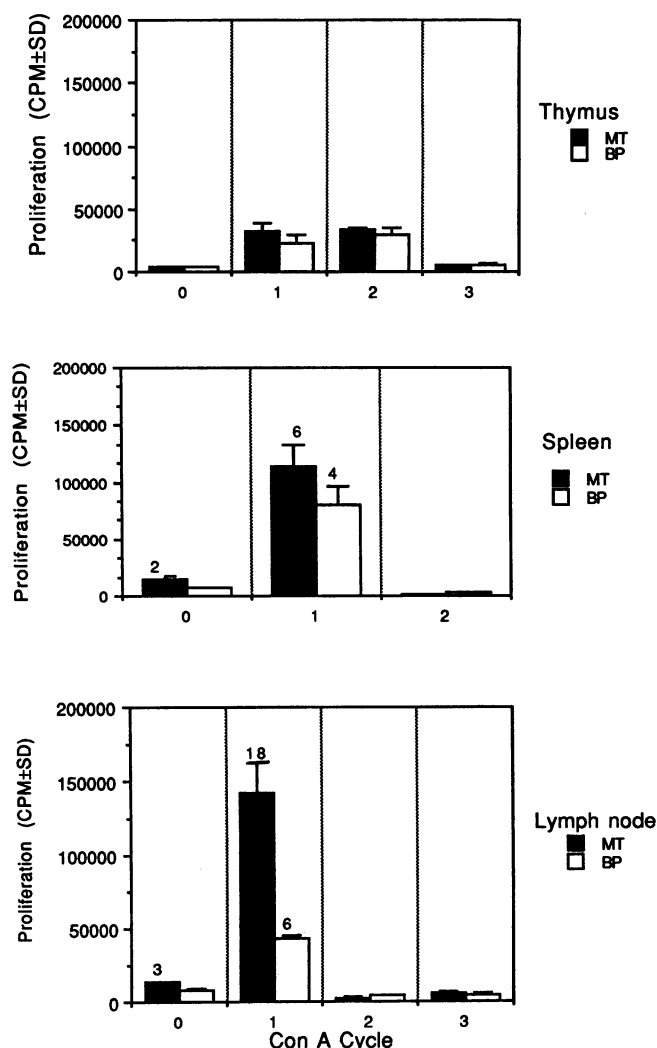 200000
150000
100000
50000
0
Proliferation (CPM±SD)
0 1 2 3
Thymus
MT
BP
200000
150000
100000
50000
0
Proliferation (CPM±SD)
2
6
4
0 1 2
Spleen
MT
BP
200000
150000
100000
50000
0
Proliferation (CPM±SD)
3
18
6
0 1 2 3
Con A Cycle
Lymph node
MT
BP